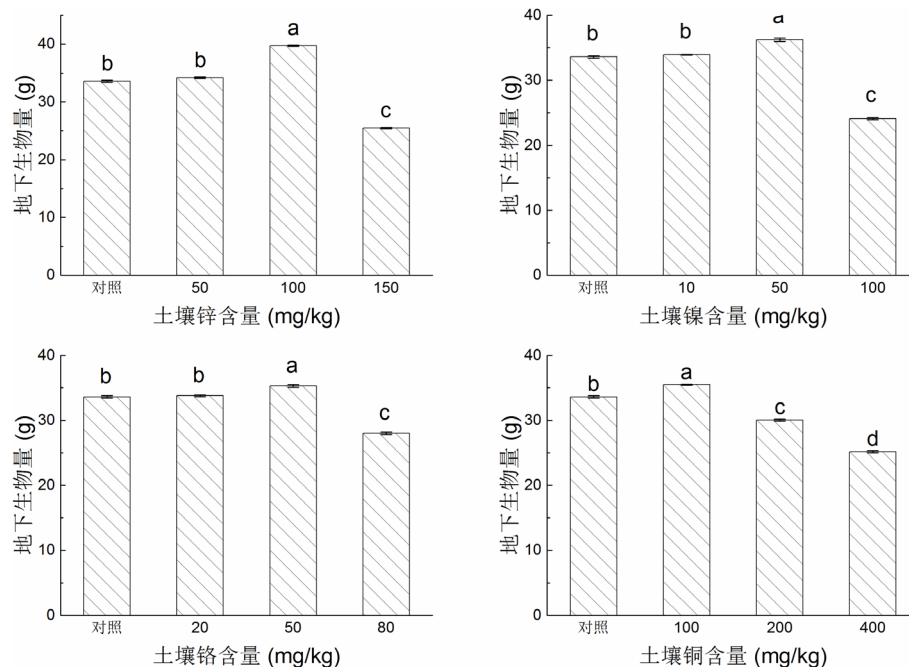 b
b
a
c
40
30
20
10
0
地下生物量 (g)
对照
50
100
150
土壤锌含量 (mg/kg)
b
b
a
c
40
30
20
10
0
地下生物量 (g)
对照
10
50
100
土壤镍含量 (mg/kg)
b
b
a
c
40
30
20
10
0
地下生物量 (g)
对照
20
50
80
土壤铬含量 (mg/kg)
b
a
c
d
40
30
20
10
0
地下生物量 (g)
对照
100
200
400
土壤铜含量 (mg/kg)